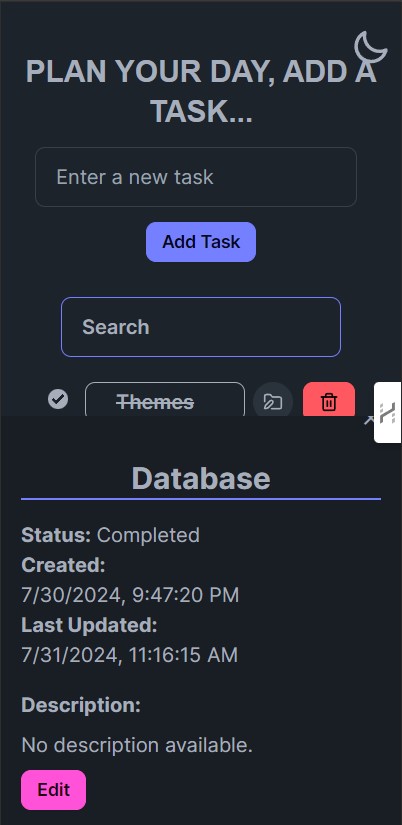 PLAN YOUR DAY, ADD A
TASK...
Enter a new task
Add Task
Search
Themes
Database
Status: Completed
Created:
7/30/2024, 9:47:20 PM
Last Updated:
7/31/2024, 11:16:15 AM
Description:
No description available.
Edit